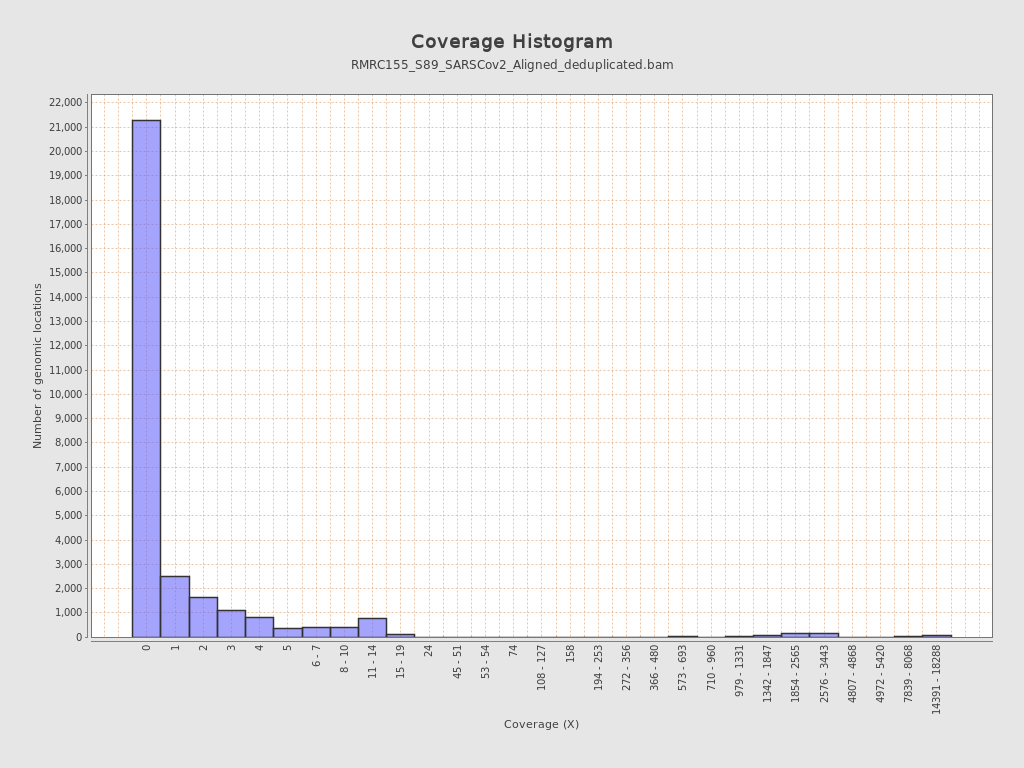 Coverage Histogram
RMRC155_S89_SARSCov2_Aligned_deduplicated.bam
Number of genomic locations
22,000
21,000
20,000
19,000
18,000
17,000
16,000
15,000
14,000
13,000
12,000
11,000
10,000
9,000
8,000
7,000
6,000
5,000
4,000
3,000
2,000
1,000
0
0
1
2
3
4
5
6 - 7
8 - 10
11 - 14
15 - 19
24
45 - 51
53 - 54
74
108 - 127
158
194 - 253
272 - 356
366 - 480
573 - 693
710 - 960
979 - 1331
1342 - 1847
1854 - 2565
2576 - 3443
4807 - 4868
4972 - 5420
7839 - 8068
14391 - 18288
Coverage (X)